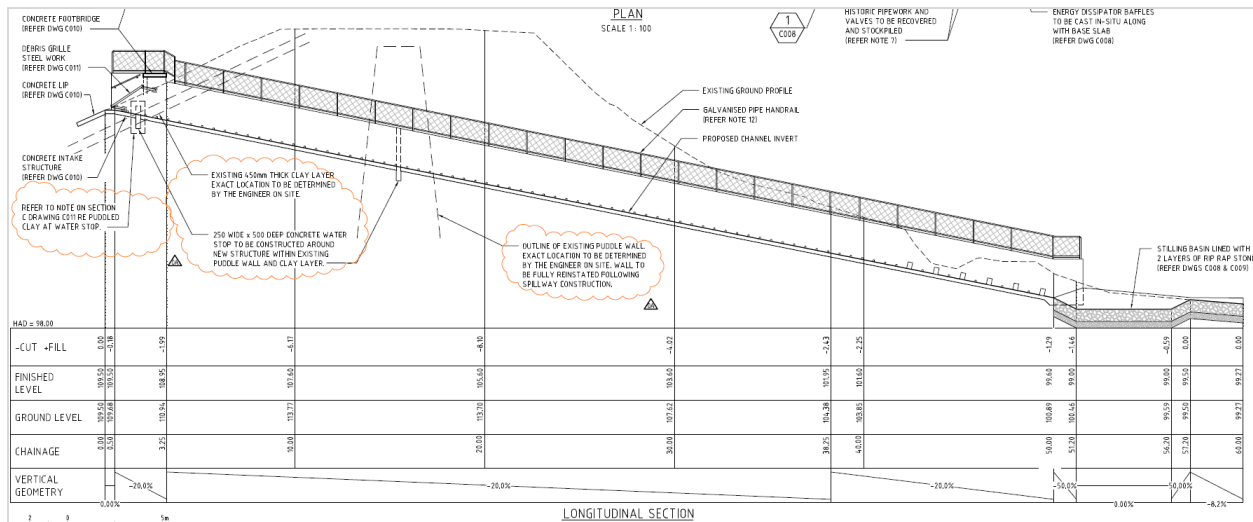 PLAN
SCALE 1 : 100
1
C008
HISTORIC PIPEWORK AND
VALVES TO BE RECOVERED
AND STOCKPILED
(REFER NOTE 7)
ENERGY DISSIPATOR BAFFLES
TO BE CAST IN-SITU ALONG
WITH BASE SLAB
(REFER DWG C008)
CONCRETE FOOTBRIDGE
(REFER DWG C010)
DEBRIS GRILLE
STEEL WORK
(REFER DWG C011)
CONCRETE LIP
(REFER DWG C010)
CONCRETE INTAKE
STRUCTURE
(REFER DWG C010)
REFER TO NOTE ON SECTION
C DRAWING C011 RE PUDDLED
CLAY AT WATER STOP.
EXISTING 450mm THICK CLAY LAYER
EXACT LOCATION TO BE DETERMINED
BY THE ENGINEER ON SITE.
250 WIDE x 500 DEEP CONCRETE WATER
STOP TO BE CONSTRUCTED AROUND
NEW STRUCTURE WITHIN EXISTING
PUDDLE WALL AND CLAY LAYER.
OUTLINE OF EXISTING PUDDLE WALL.
EXACT LOCATION TO BE DETERMINED
BY THE ENGINEER ON SITE. WALL TO
BE FULLY REINSTATED FOLLOWING
SPILLWAY CONSTRUCTION.
EXISTING GROUND PROFILE
GALVANISED PIPE HANDRAIL
(REFER NOTE 12)
PROPOSED CHANNEL INVERT
STILLING BASIN LINED WITH
2 LAYERS OF RIP RAP STONE
(REFER DWGS C008 & C009)
HAD = 98.00
-CUT +FILL 0.00 -0.18 -1.99 -6.17 -8.10 -4.02 -2.43 -2.25 -1.29 -1.46 -0.59 0.00 0.00
FINISHED
LEVEL 109.50 109.50 108.95 107.60 105.60 103.60 101.95 101.60 99.60 99.00 99.00 99.50 99.27
GROUND LEVEL 109.50 109.68 110.94 113.77 113.70 107.62 104.38 103.85 100.89 100.46 99.59 99.50 99.27
CHAINAGE 0.00 0.50 3.25 10.00 20.00 30.00 38.25 40.00 50.00 51.20 56.20 57.20 60.00
VERTICAL
GEOMETRY 0.00% -20.0% -20.0% -20.0% -50.0% 0.00% 50.00% -8.2%
2 0 5m
LONGITUDINAL SECTION